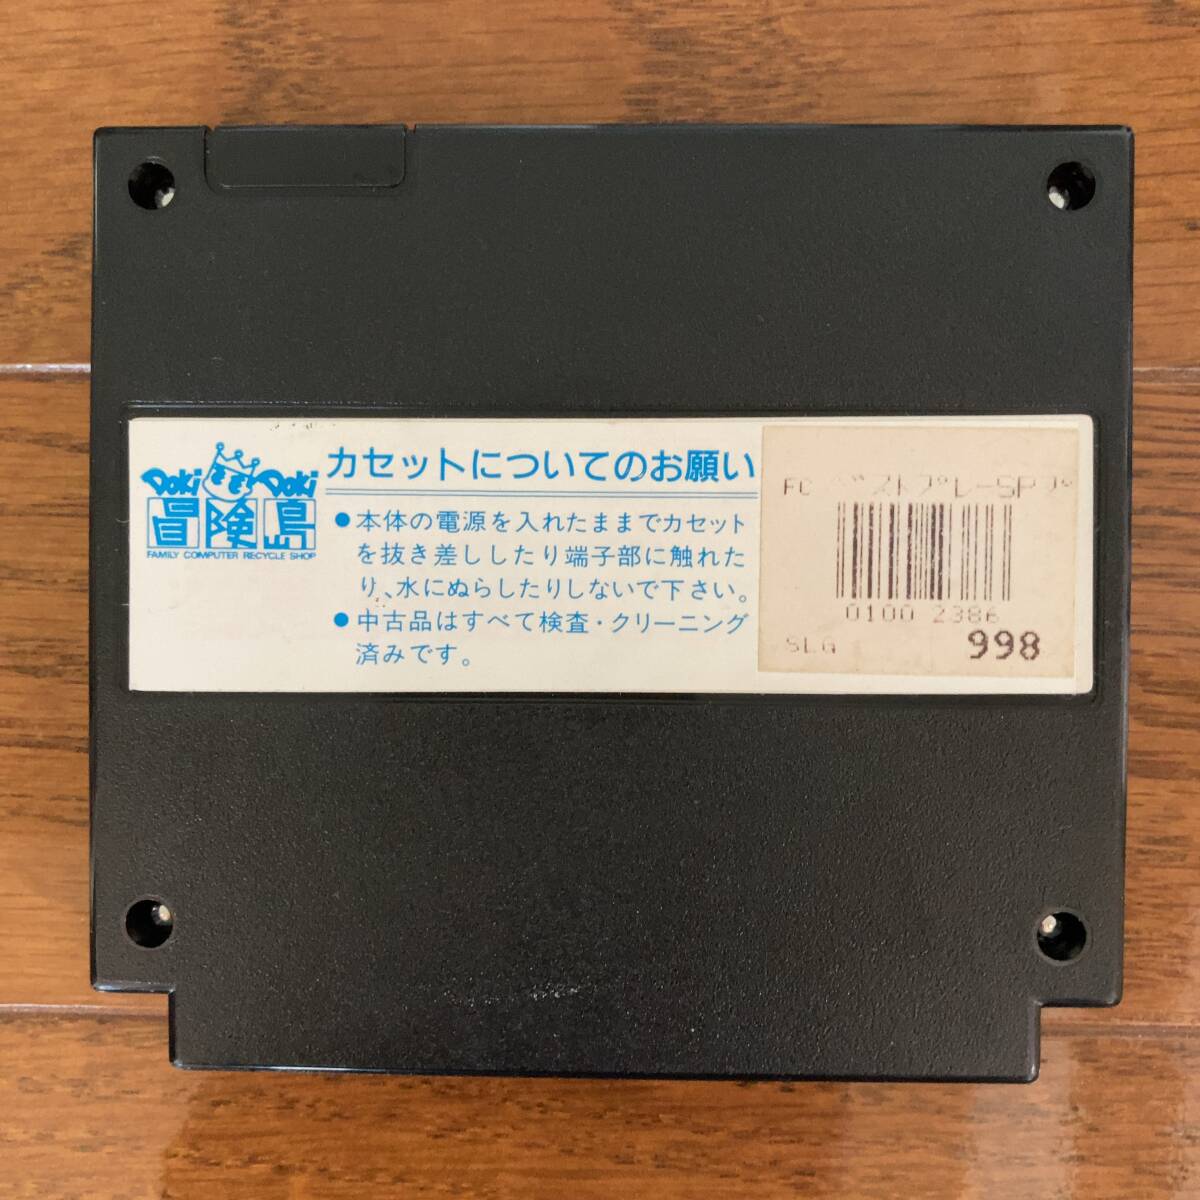 Doki Doki
冒険島
FAMILY COMPUTER RECYCLE SHOP
カセットについてのお願い
●本体の電源を入れたままでカセット
を抜き差ししたり端子部に触れた
り、水にぬらしたりしないで下さい。
●中古品はすべて検査・クリーニング
済みです。
FC ベストプレーSP
0100 2386
SLG 998